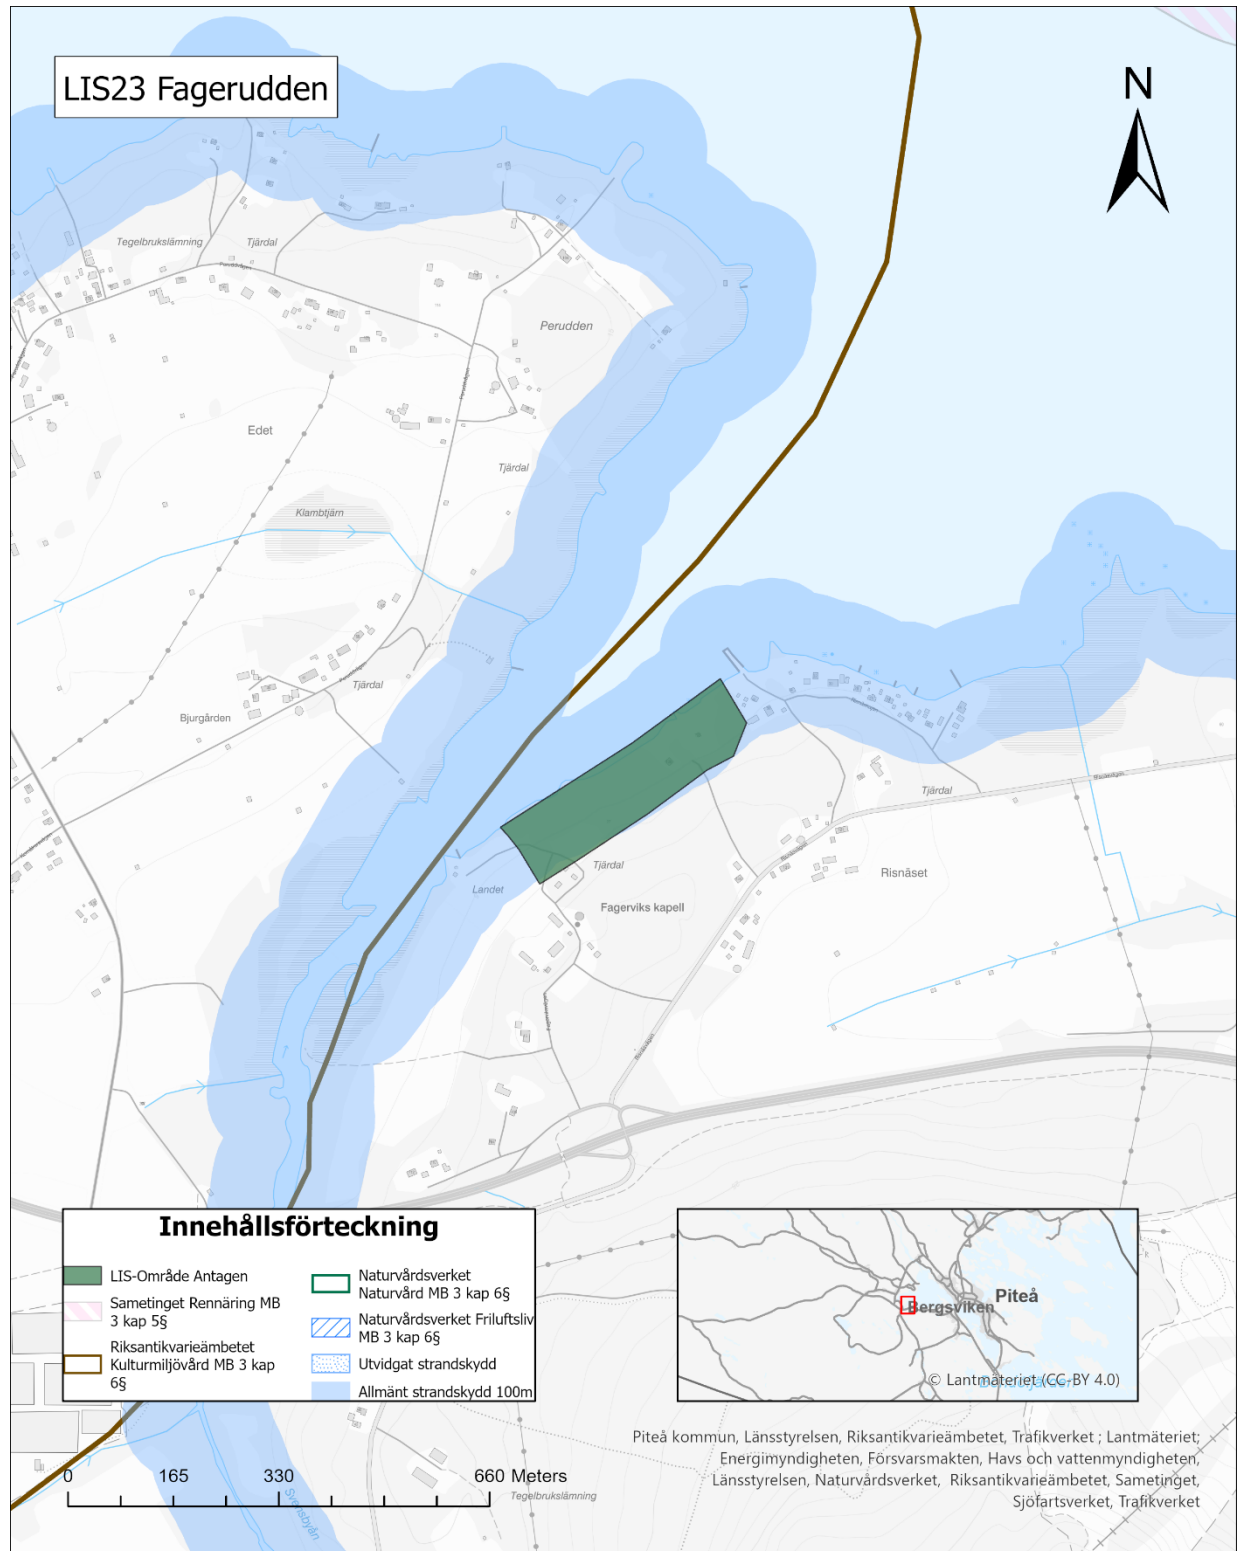 LIS23 Fagerudden
N
Tegelbrukslämning
Tjärdal
Perudden
Edet
Tjärdal
Klambtjärn
Tjärdal
Bjurgården
Tjärdal
Tjärdal
Landet
Fagerviks kapell
Risnäset
Innehållsförteckning
LIS-Område Antagen
Sametinget Rennäring MB
3 kap 5§
Riksantikvarieämbetet
Kulturmiljövård MB 3 kap
6§
Naturvårdsverket
Naturvård MB 3 kap 6§
Naturvårdsverket Friluftsliv
MB 3 kap 6§
Utvidgat strandskydd
Allmänt strandskydd 100m
Piteå
Bergsviken
© Lantmäteriet (CC-BY 4.0)
Piteå kommun, Länsstyrelsen, Riksantikvarieämbetet, Trafikverket ; Lantmäteriet;
Energimyndigheten, Försvarsmakten, Havs och vattenmyndigheten,
Länsstyrelsen, Naturvårdsverket, Riksantikvarieämbetet, Sametinget,
Sjöfartsverket, Trafikverket
0 165 330 660 Meters
Tegelbrukslämning
Svensbyån